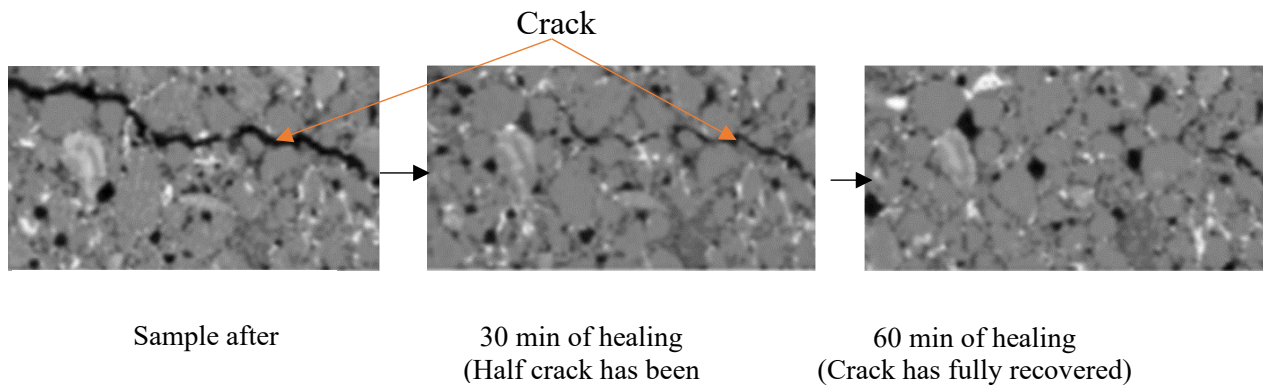 Crack
Sample after
30 min of healing
(Half crack has been
60 min of healing
(Crack has fully recovered)